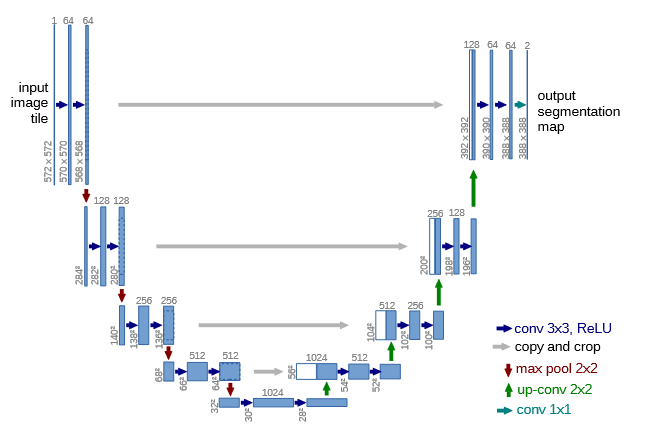 1 64 64
input
image
tile
572 x 572
570 x 570
568 x 568
128 64 64 2
392 x 392
390 x 390
388 x 388
388 x 388
output
segmentation
map
128 128
284²
282²
280²
256 128
200²
198²
196²
256 256
140²
138²
136²
512 256
104²
102²
100²
512 512
68²
66²
64²
1024 512
56²
54²
52²
1024
32²
30²
28²
conv 3x3, ReLU
copy and crop
max pool 2x2
up-conv 2x2
conv 1x1